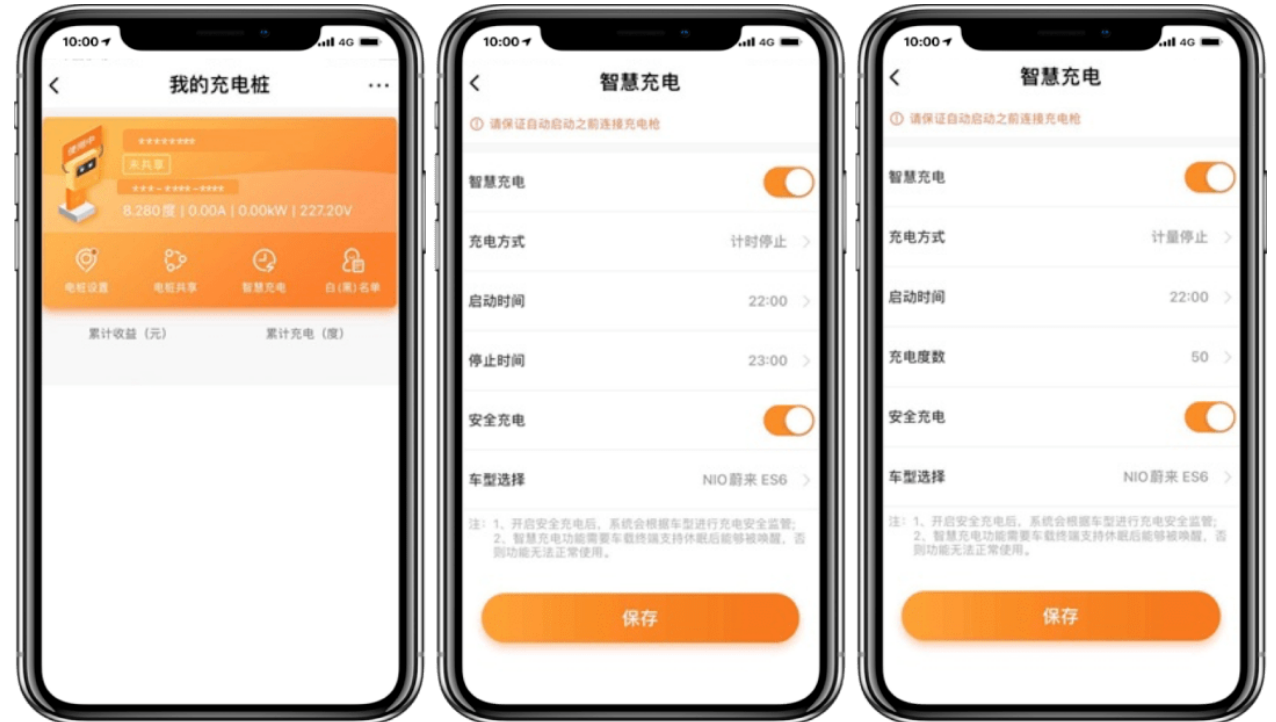 10:00
4G
我的充电桩
使用中
********
未共享
***-****-****
8.280度 | 0.00A | 0.00kW | 227.20V
电桩设置
电桩共享
智慧充电
白(黑)名单
累计收益（元）
累计充电（度）
10:00
4G
智慧充电
请保证自动启动之前连接充电枪
智慧充电
充电方式
计时停止
启动时间
22:00
停止时间
23:00
安全充电
车型选择
NIO蔚来 ES6
注：1、开启安全充电后，系统会根据车型进行充电安全监管;
2、智慧充电功能需要车载终端支持休眠后能够被唤醒，否
则功能无法正常使用。
保存
10:00
4G
智慧充电
请保证自动启动之前连接充电枪
智慧充电
充电方式
计量停止
启动时间
22:00
充电度数
50
安全充电
车型选择
NIO蔚来 ES6
注：1、开启安全充电后，系统会根据车型进行充电安全监管;
2、智慧充电功能需要车载终端支持休眠后能够被唤醒，否
则功能无法正常使用。
保存